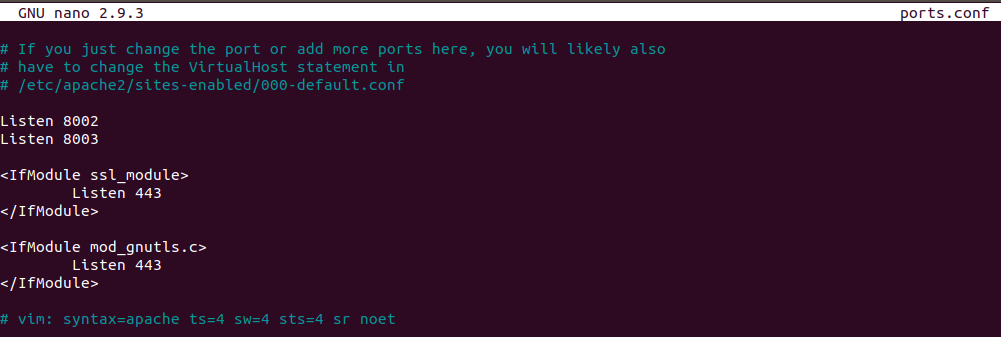 GNU nano 2.9.3 ports.conf
# If you just change the port or add more ports here, you will likely also
# have to change the VirtualHost statement in
# /etc/apache2/sites-enabled/000-default.conf
Listen 8002
Listen 8003
<IfModule ssl_module>
Listen 443
</IfModule>
<IfModule mod_gnutls.c>
Listen 443
</IfModule>
# vim: syntax=apache ts=4 sw=4 sts=4 sr noet